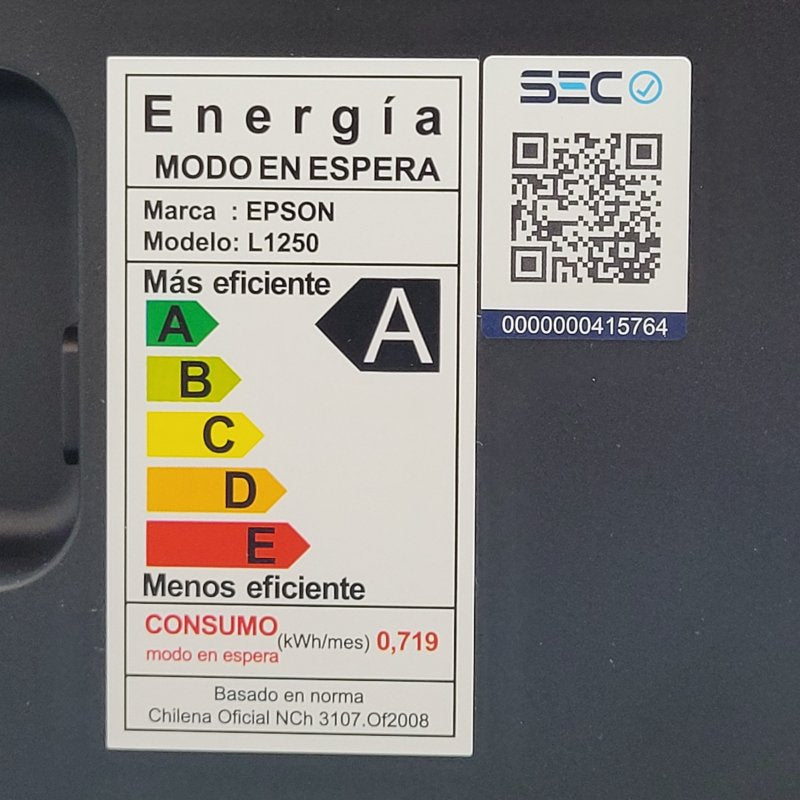 Energía
MODO EN ESPERA
Marca : EPSON
Modelo: L1250
Más eficiente
A
A
B
C
D
E
Menos eficiente
CONSUMO
modo en espera
(kWh/mes) 0,719
Basado en norma
Chilena Oficial NCh 3107.Of2008
SEC
0000000415764